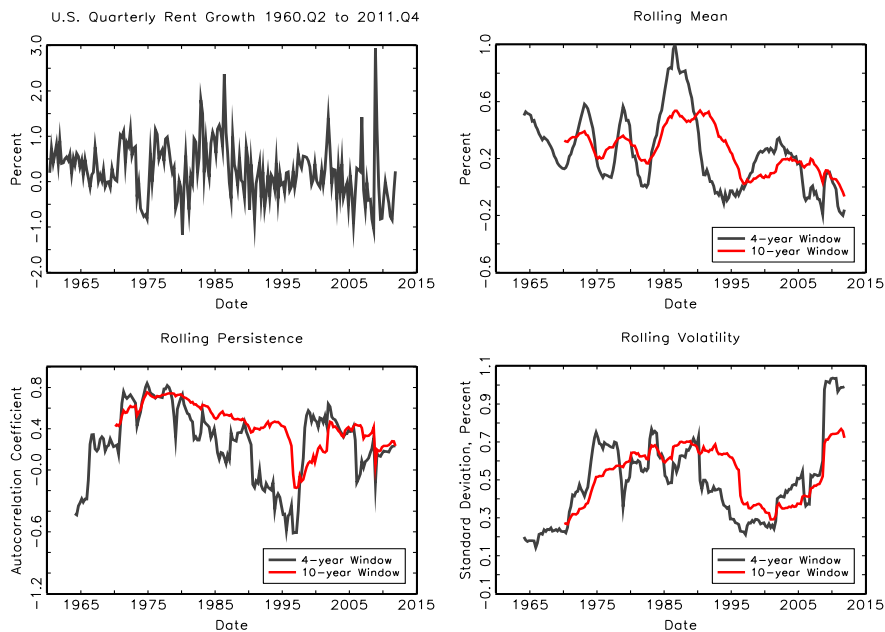 U.S. Quarterly Rent Growth 1960.Q2 to 2011.Q4
Percent
3.0
2.0
1.0
0.0
-1.0
-2.0
1965 1975 1985 1995 2005 2015
Date
Rolling Mean
Percent
1.0
0.6
0.2
-0.2
-0.6
4-year Window
10-year Window
1965 1975 1985 1995 2005 2015
Date
Rolling Persistence
Autocorrelation Coefficient
0.8
0.4
-0.0
-0.6
-1.2
4-year Window
10-year Window
1965 1975 1985 1995 2005 2015
Date
Rolling Volatility
Standard Deviation, Percent
1.1
0.9
0.7
0.5
0.3
0.1
-0.1
4-year Window
10-year Window
1965 1975 1985 1995 2005 2015
Date